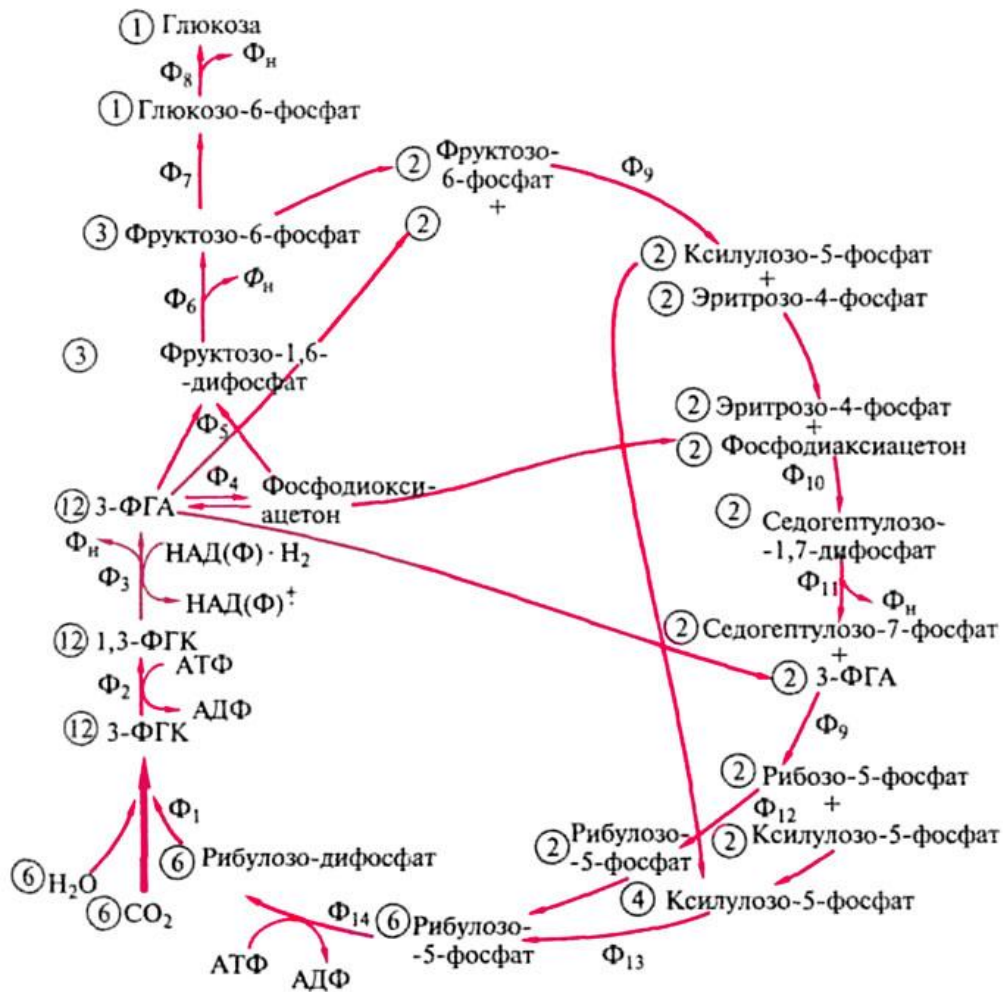 ① Глюкоза
Фн
Ф8
① Глюкозо-6-фосфат
Ф7
② Фруктозо-
6-фосфат
+
Ф9
②
③ Фруктозо-6-фосфат
② Ксилулозо-5-фосфат
+
② Эритрозо-4-фосфат
Фн
Ф6
③ Фруктозо-1,6-
-дифосфат
Ф5
② Эритрозо-4-фосфат
+
② Фосфодиаксиацетон
Ф10
Ф4
⑫ 3-ФГА
Фосфодиокси-
ацетон
② Седогептулозо-
-1,7-дифосфат
Ф11
Фн
Фн
НАД(Ф) · Н2
Ф3
НАД(Ф)+
② Седогептулозо-7-фосфат
+
② 3-ФГА
⑫ 1,3-ФГК
АТФ
Ф2
АДФ
⑫ 3-ФГК
Ф9
② Рибозо-5-фосфат
Ф12
+
② Ксилулозо-5-фосфат
Ф1
② Рибулозо-
-5-фосфат
⑥ Рибулозо-дифосфат
⑥ Н2О
⑥ СО2
④ Ксилулозо-5-фосфат
Ф14
⑥ Рибулозо-
-5-фосфат
Ф13
АТФ
АДФ